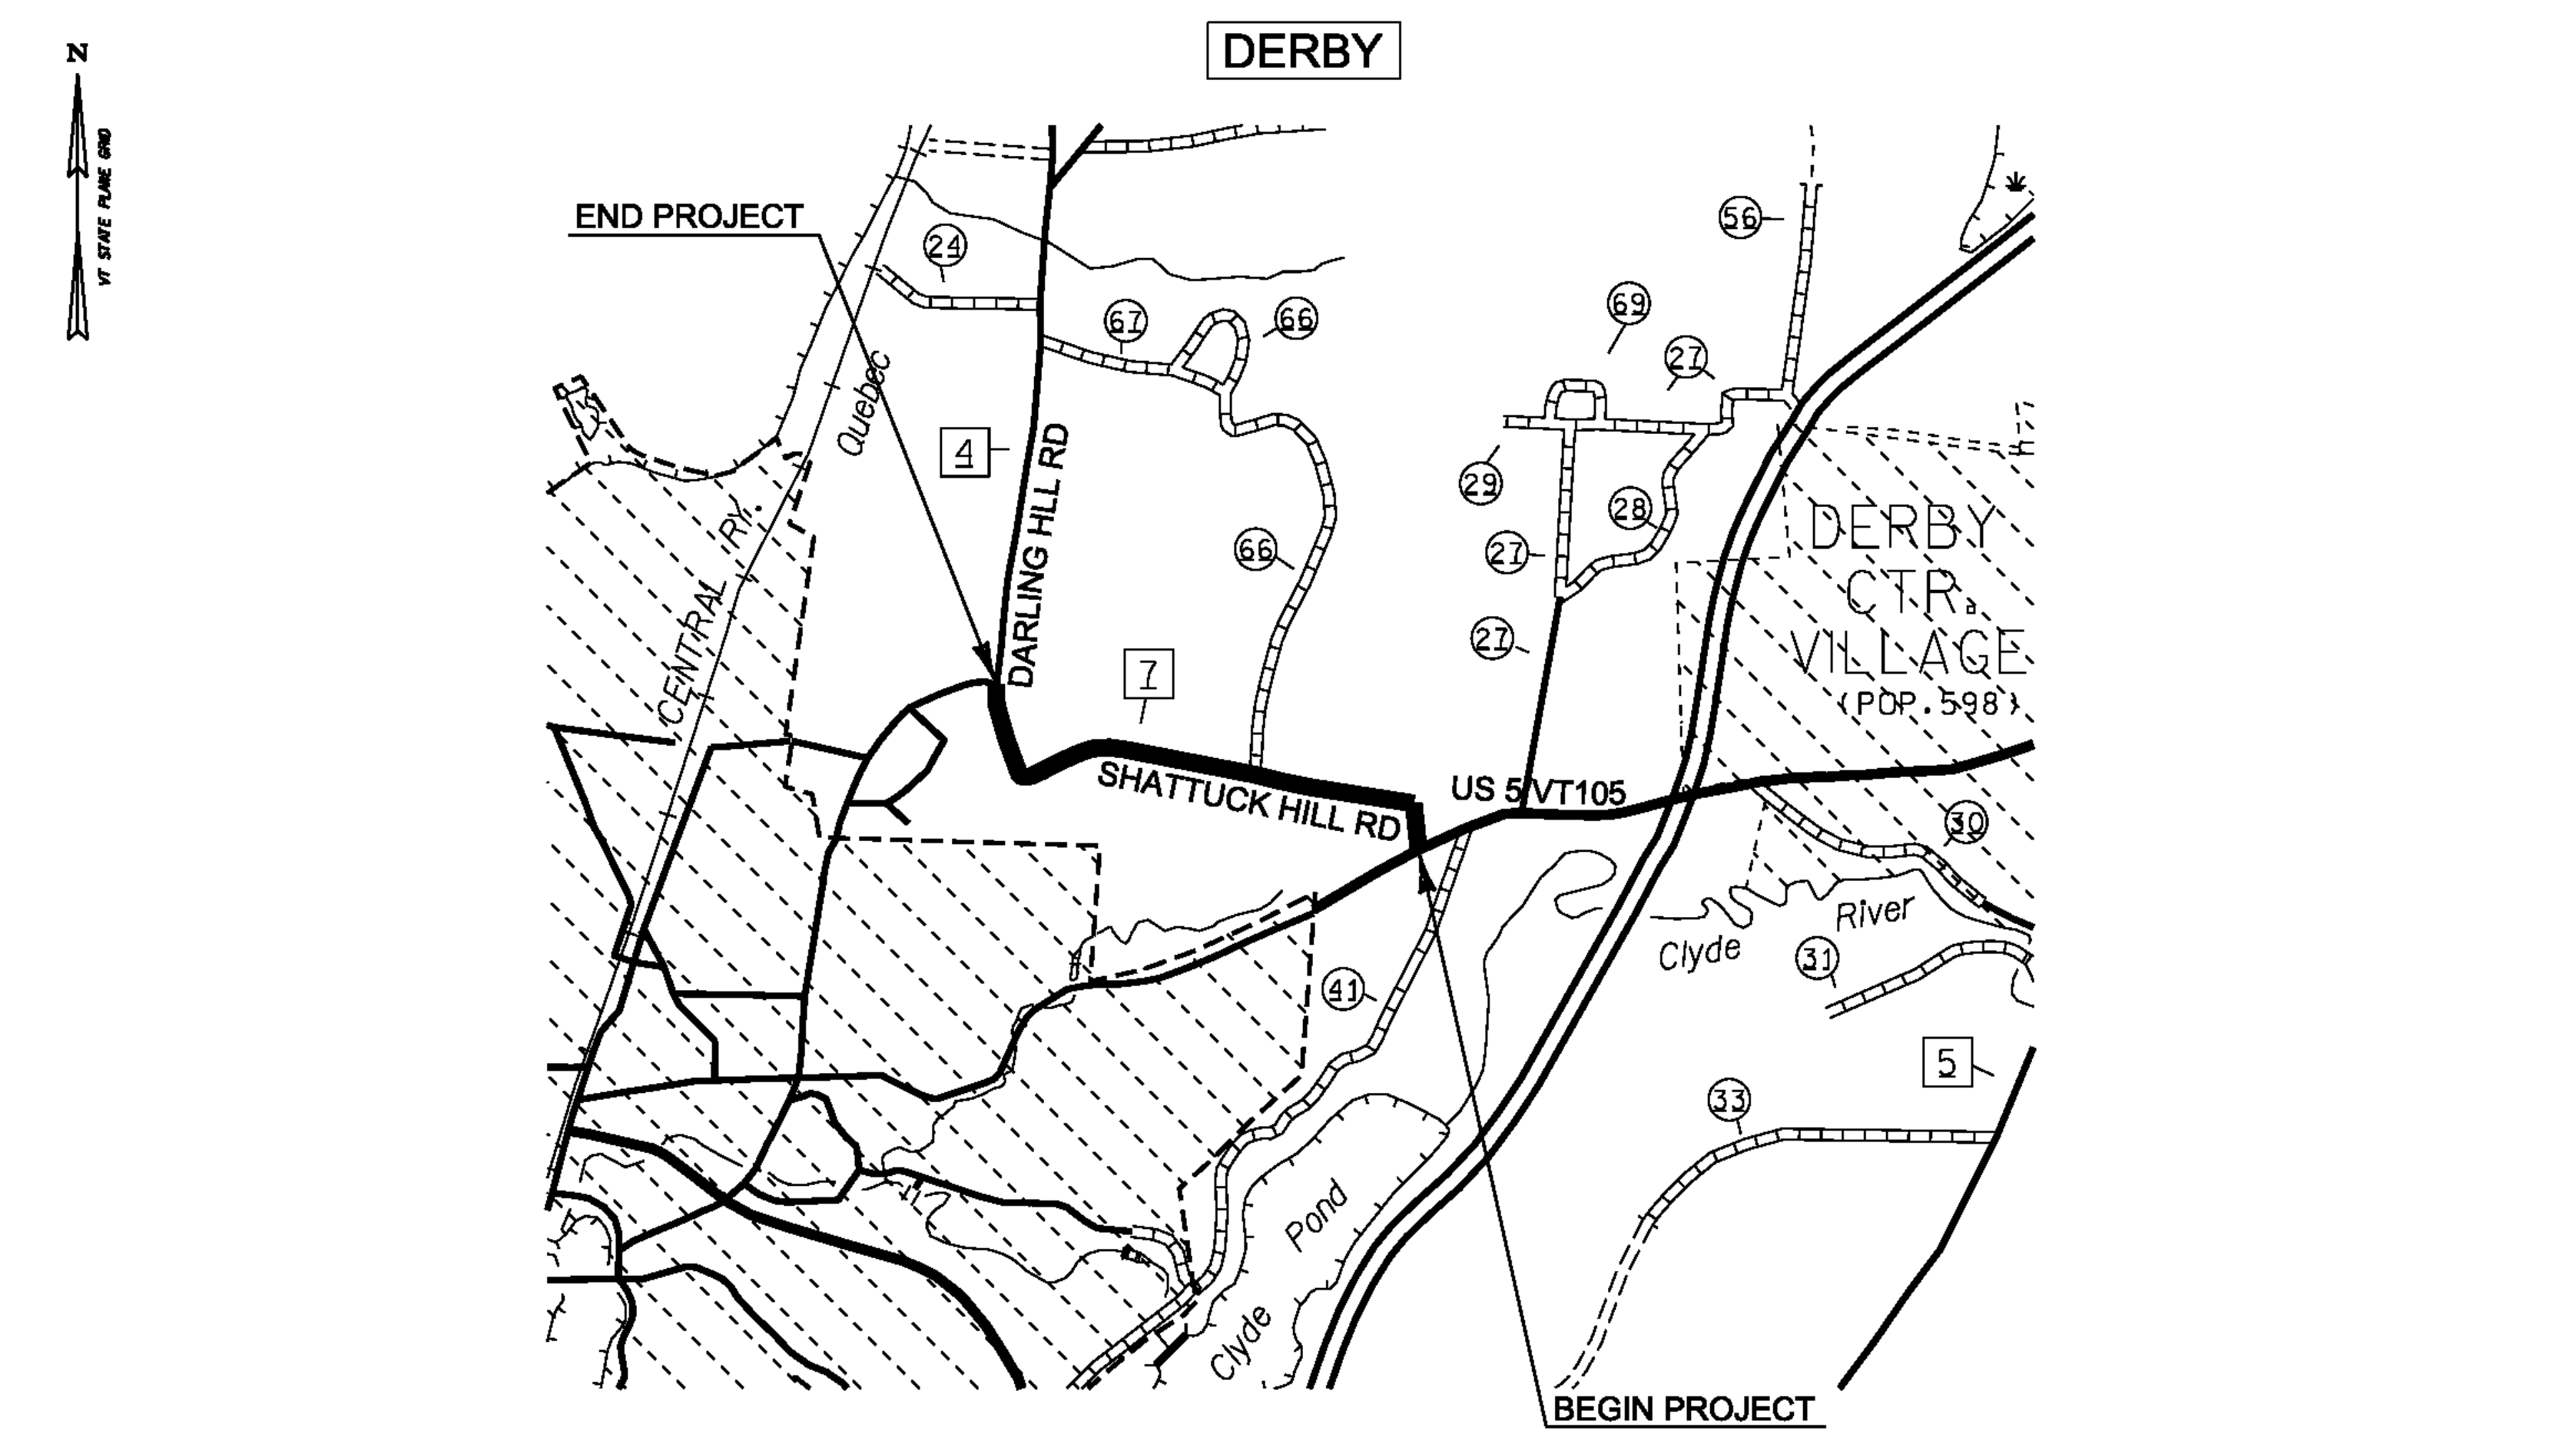 DERBY
N
VT STATE PLANE GRID
END PROJECT
24
56
67
66
69
27
Quebec
4
DARLING HLL RD
29
28
66
27
RY.
DERBY
CTR.
VILLAGE
(POP.598)
CENTRAL
27
7
SHATTUCK HILL RD
US 5/VT105
30
River
Clyde
31
41
5
33
Pond
Clyde
BEGIN PROJECT